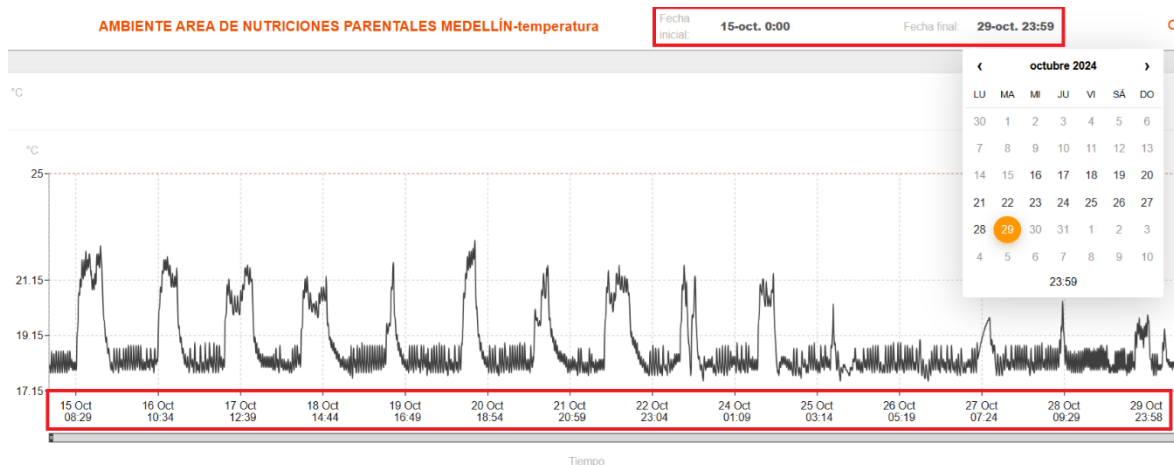 AMBIENTE AREA DE NUTRICIONES PARENTALES MEDELLÍN-temperatura
Fecha inicial: 15-oct. 0:00 Fecha final: 29-oct. 23:59
‹ octubre 2024 ›
LU MA MI JU VI SÁ DO
30 1 2 3 4 5 6
7 8 9 10 11 12 13
14 15 16 17 18 19 20
21 22 23 24 25 26 27
28 29 30 31 1 2 3
4 5 6 7 8 9 10
23:59
°C
°C
25
21.15
19.15
17.15
15 Oct 16 Oct 17 Oct 18 Oct 19 Oct 20 Oct 21 Oct 22 Oct 24 Oct 25 Oct 26 Oct 27 Oct 28 Oct 29 Oct
08:29 10:34 12:39 14:44 16:49 18:54 20:59 23:04 01:09 03:14 05:19 07:24 09:29 23:58
Tiempo